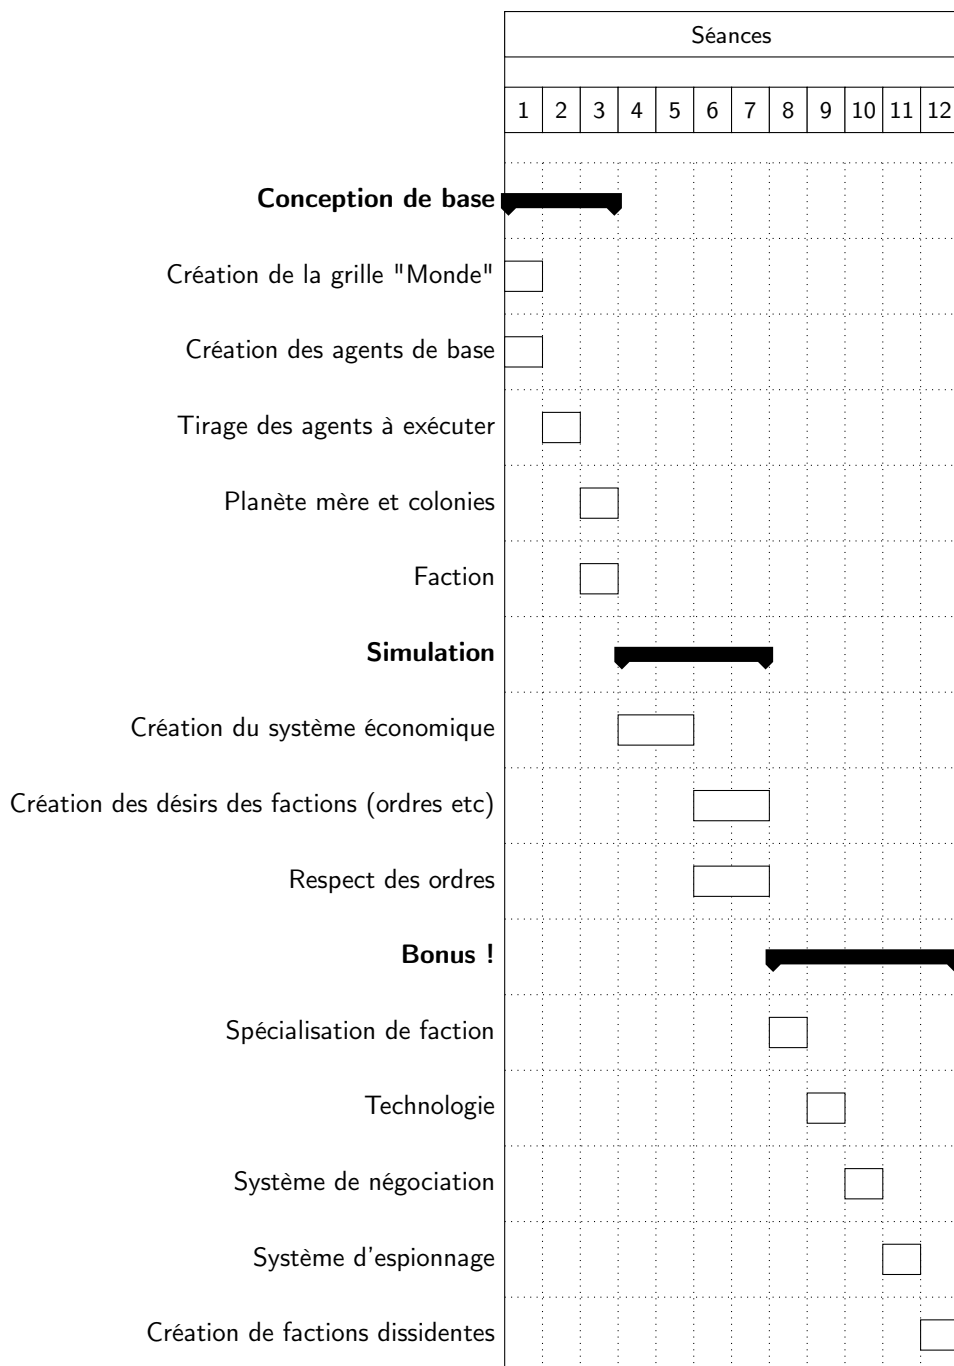 Séances
1 2 3 4 5 6 7 8 9 10 11 12
Conception de base
Création de la grille "Monde"
Création des agents de base
Tirage des agents à exécuter
Planète mère et colonies
Faction
Simulation
Création du système économique
Création des désirs des factions (ordres etc)
Respect des ordres
Bonus !
Spécialisation de faction
Technologie
Système de négociation
Système d'espionnage
Création de factions dissidentes